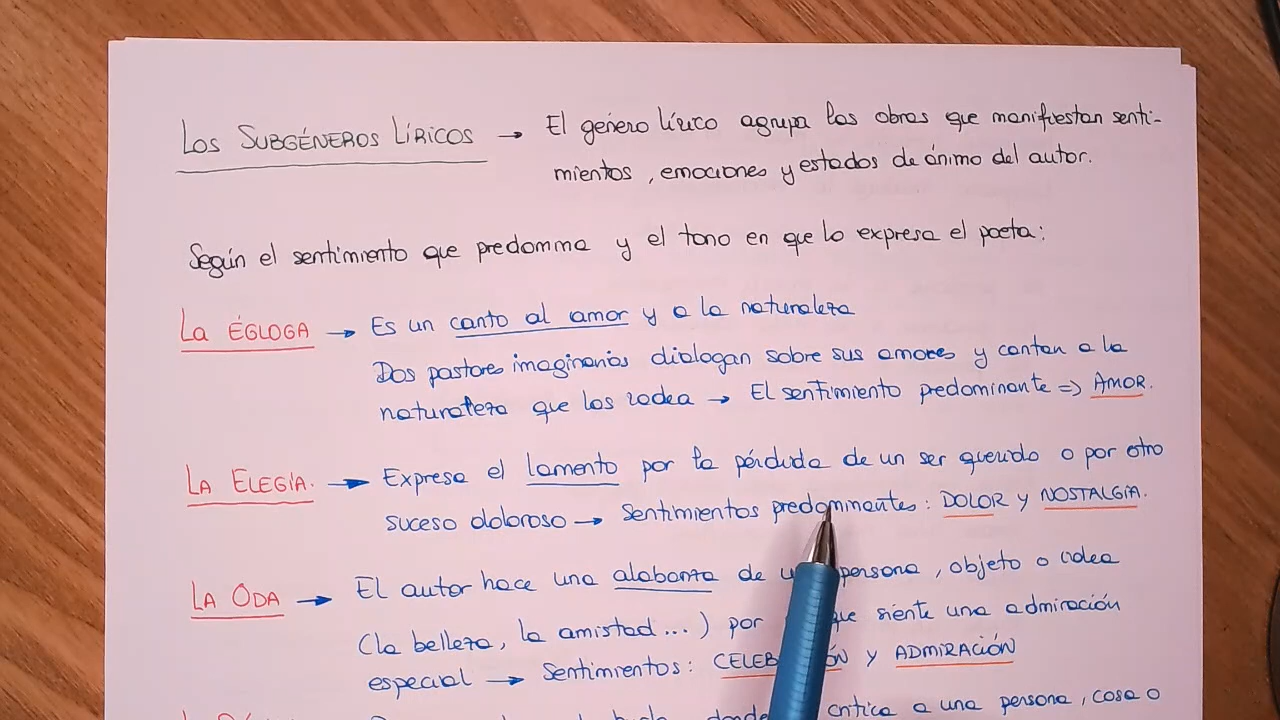 LOS SUBGÉNEROS LÍRICOS → El género lírico agrupa las obras que manifiestan senti-
mientos, emociones y estados de ánimo del autor.
Según el sentimiento que predomina y el tono en que lo expresa el poeta:
La ÉGLOGA → Es un canto al amor y a la naturaleza
Dos pastores imaginarios dialogan sobre sus amores y cantan a la
naturaleza que los rodea → El sentimiento predominante => AMOR.
LA ELEGÍA. → Expresa el lamento por la pérdida de un ser querido o por otro
suceso doloroso → Sentimientos predominantes: DOLOR y NOSTALGIA.
LA ODA → El autor hace una alabanza de persona, objeto o idea
(la belleza, la amistad...) por que siente una admiración
especial → Sentimientos: y ADMIRACIÓN
critica a una persona, cosa o